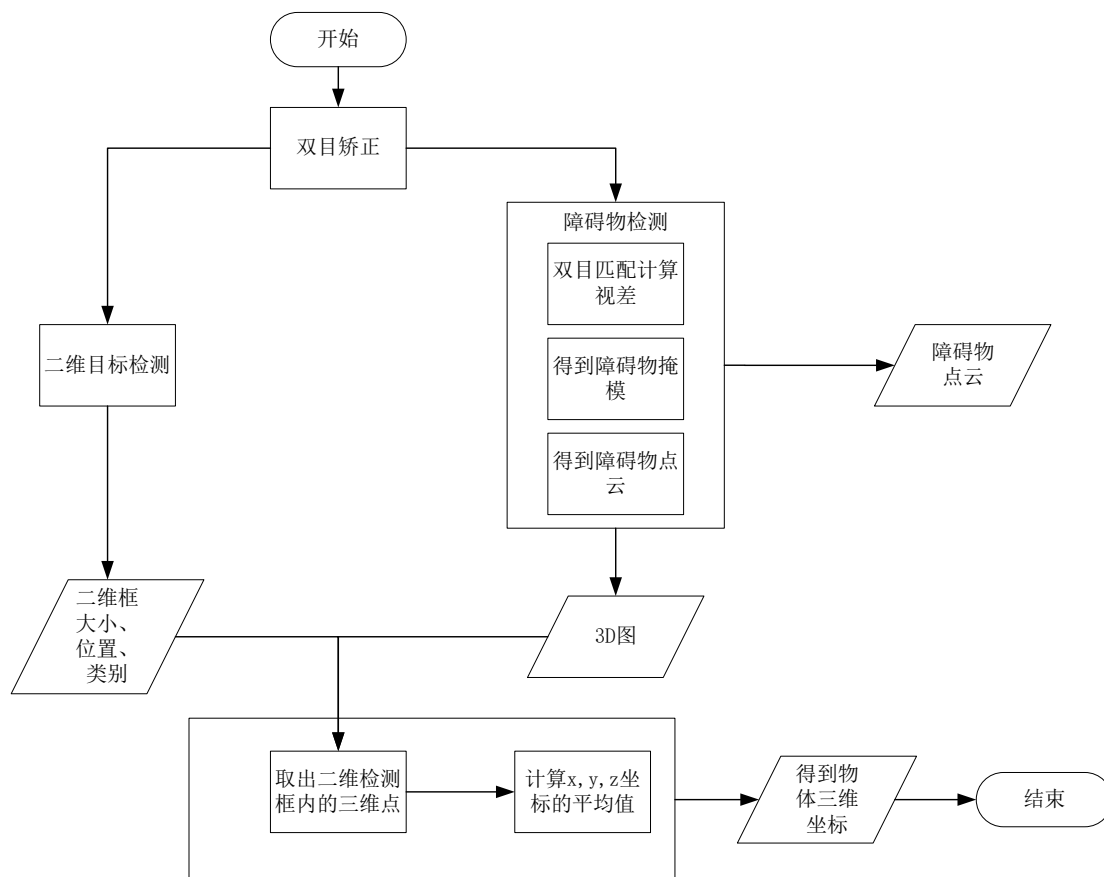 开始
双目矫正
障碍物检测
双目匹配计算
视差
得到障碍物掩
模
得到障碍物点
云
障碍物
点云
二维目标检测
二维框
大小、
位置、
类别
3D图
取出二维检测
框内的三维点
计算x,y,z坐
标的平均值
得到物
体三维
坐标
结束